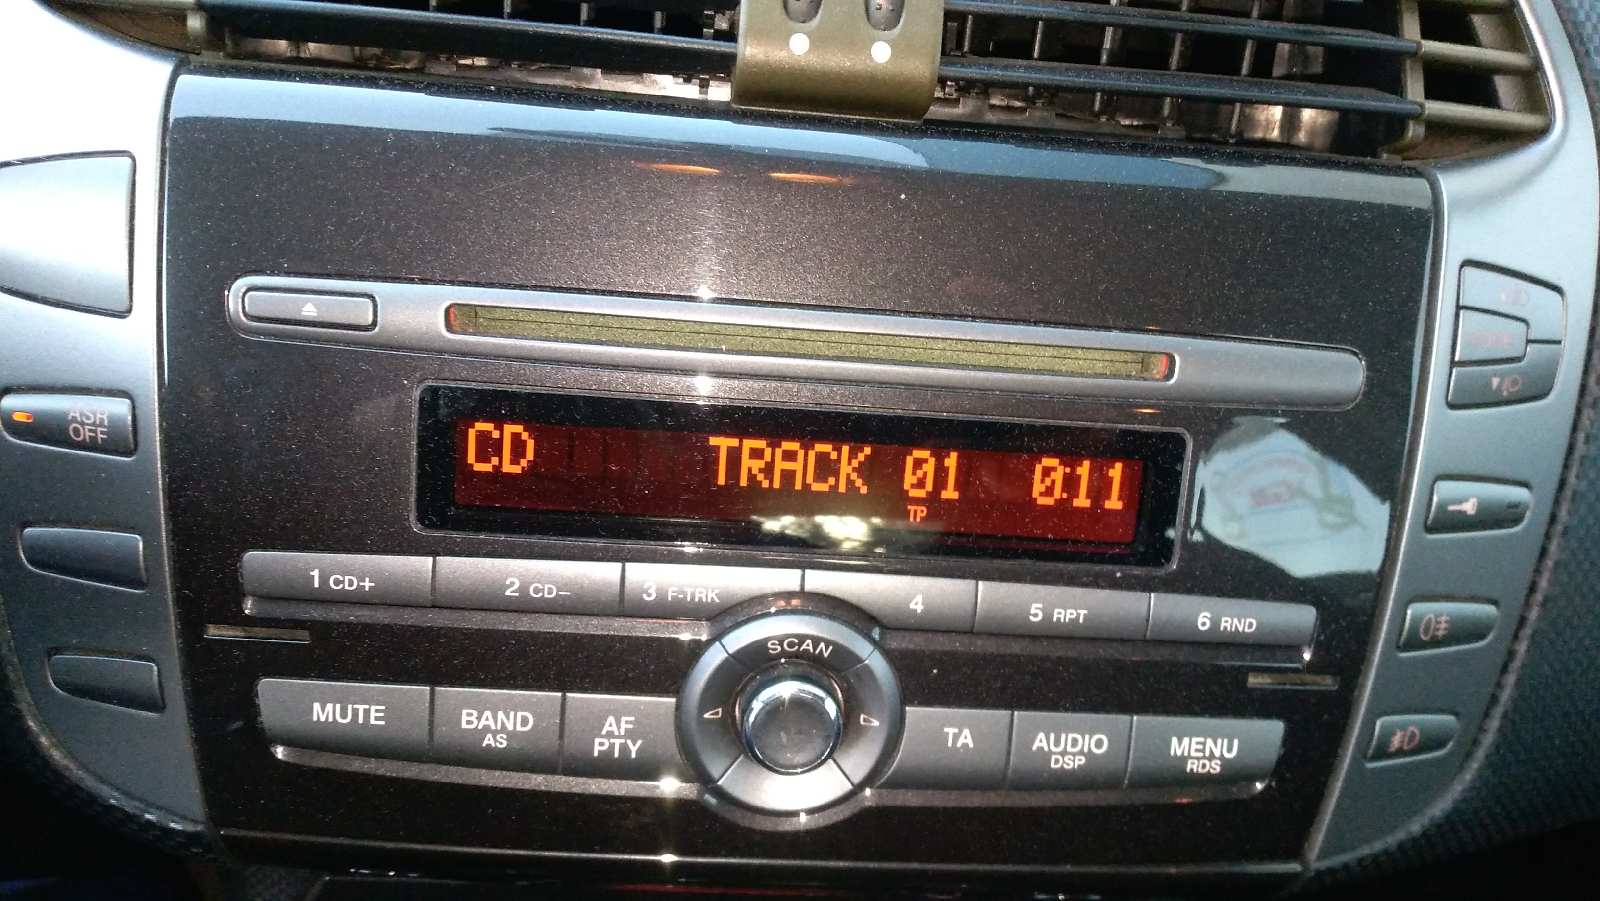 ASR
OFF
CD TRACK 01 0:11
TP
1 CD+ 2 CD- 3 F-TRK 4 5 RPT 6 RND
SCAN
MUTE
BAND
AS
AF
PTY
TA
AUDIO
DSP
MENU
RDS